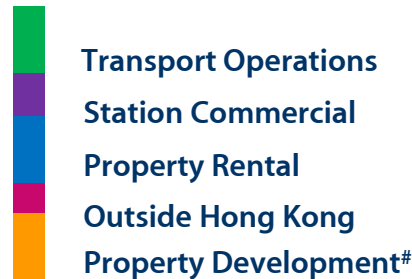 Transport Operations
Station Commercial
Property Rental
Outside Hong Kong
Property Development#